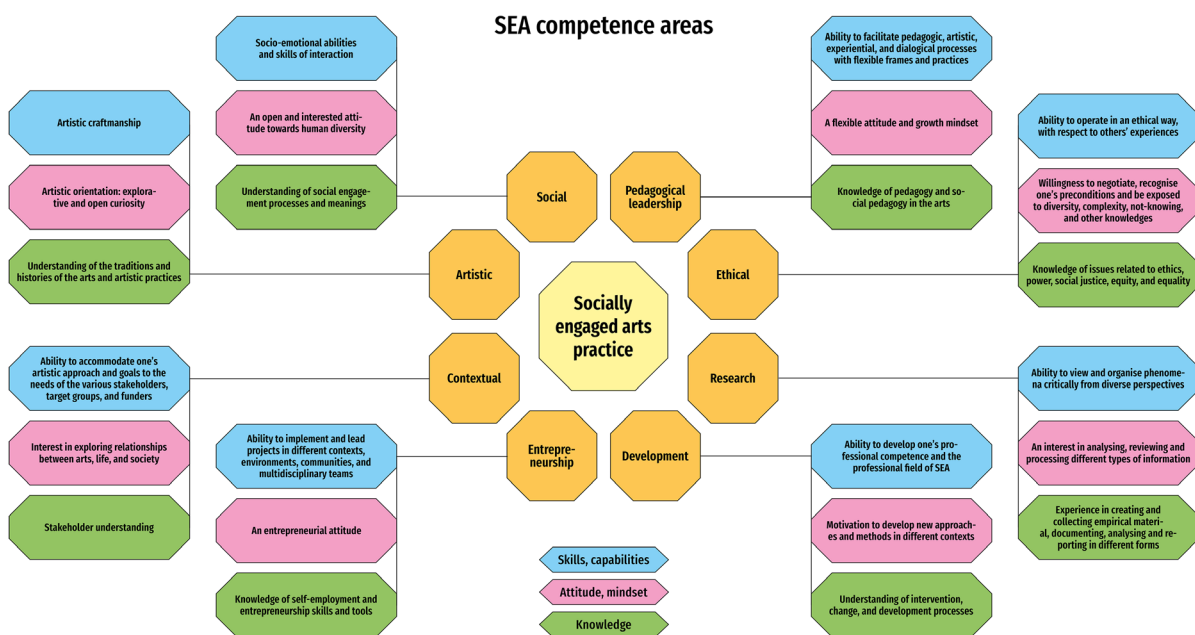 SEA competence areas
Socio-emotional abilities
and skills of interaction
An open and interested atti-
tude towards human diversity
Understanding of social engage-
ment processes and meanings
Artistic craftmanship
Artistic orientation: explora-
tive and open curiosity
Understanding of the traditions and
histories of the arts and artistic practices
Ability to facilitate pedagogic, artistic,
experiential, and dialogical processes
with flexible frames and practices
A flexible attitude and growth mindset
Knowledge of pedagogy and so-
cial pedagogy in the arts
Ability to operate in an ethical way,
with respect to others’ experiences
Willingness to negotiate, recognise
one’s preconditions and be exposed
to diversity, complexity, not-knowing,
and other knowledges
Knowledge of issues related to ethics,
power, social justice, equity, and equality
Social
Pedagogical
leadership
Artistic
Ethical
Socially
engaged arts
practice
Contextual
Research
Entrepre-
neurship
Development
Ability to accommodate one’s
artistic approach and goals to the
needs of the various stakeholders,
target groups, and funders
Interest in exploring relationships
between arts, life, and society
Stakeholder understanding
Ability to implement and lead
projects in different contexts,
environments, communities, and
multidisciplinary teams
An entrepreneurial attitude
Knowledge of self-employment and
entrepreneurship skills and tools
Ability to develop one’s pro-
fessional competence and the
professional field of SEA
Motivation to develop new approach-
es and methods in different contexts
Understanding of intervention,
change, and development processes
Ability to view and organise phenome-
na critically from diverse perspectives
An interest in analysing, reviewing and
processing different types of information
Experience in creating and
collecting empirical materi-
al, documenting, analysing and re-
porting in different forms
Skills, capabilities
Attitude, mindset
Knowledge